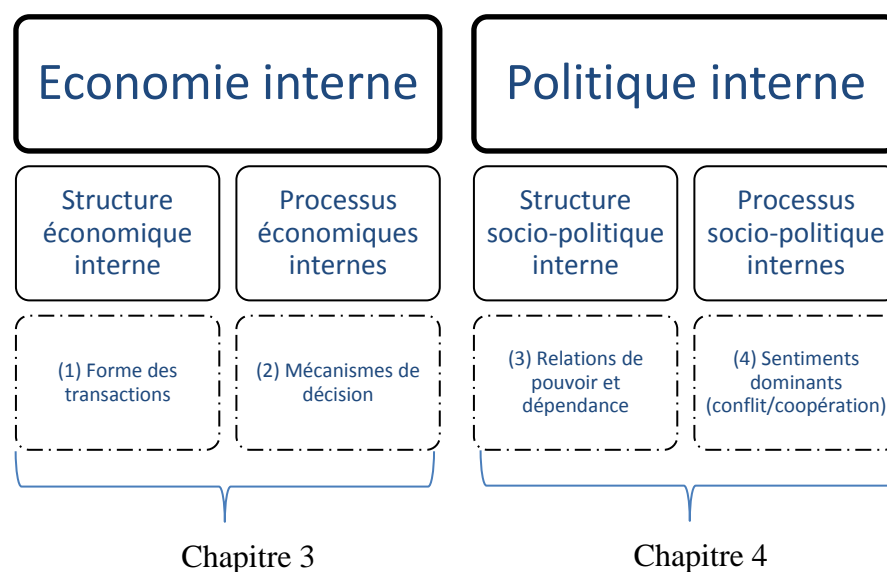 Economie interne
Politique interne
Structure
économique
interne
Processus
économiques
internes
Structure
socio-politique
interne
Processus
socio-politique
internes
(1) Forme des
transactions
(2) Mécanismes de
décision
(3) Relations de
pouvoir et
dépendance
(4) Sentiments
dominants
(conflit/coopération)
Chapitre 3
Chapitre 4